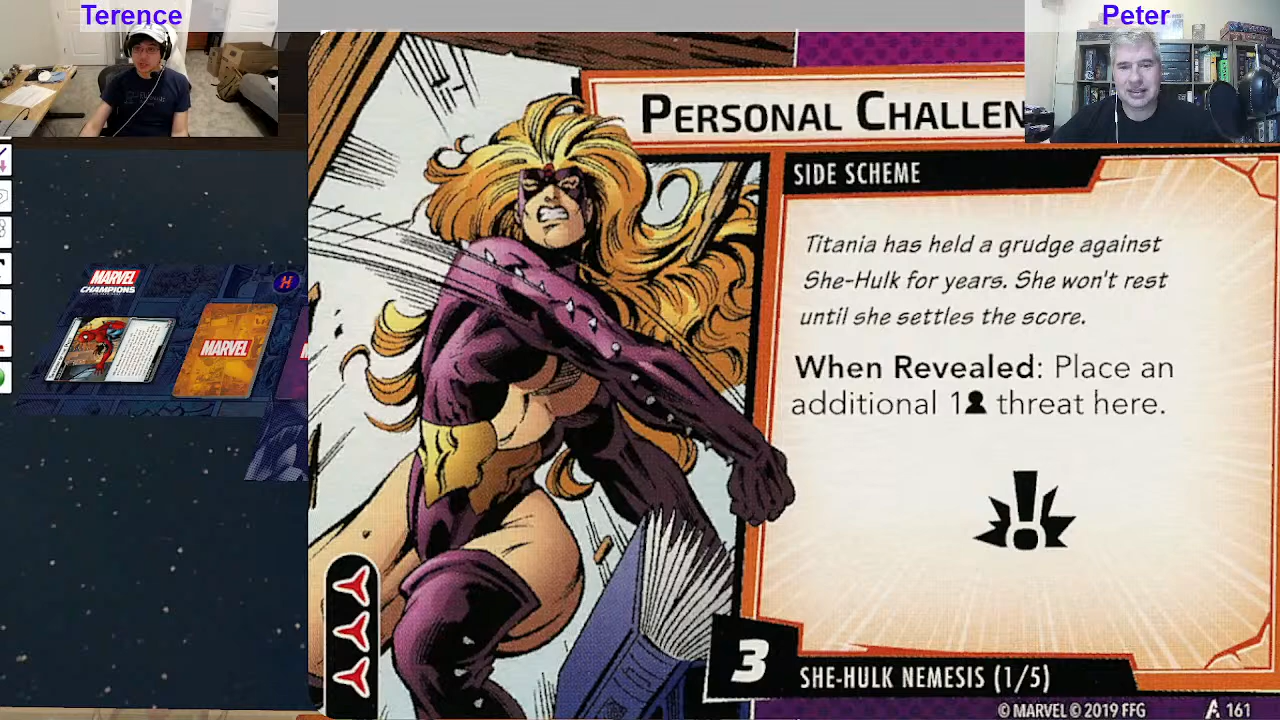 Terence
Peter
PERSONAL CHALLEN
SIDE SCHEME
Titania has held a grudge against
She-Hulk for years. She won't rest
until she settles the score.
When Revealed: Place an
additional 1 threat here.
3
SHE-HULK NEMESIS (1/5)
© MARVEL © 2019 FFG
161
MARVEL
CHAMPIONS
MARVEL
H